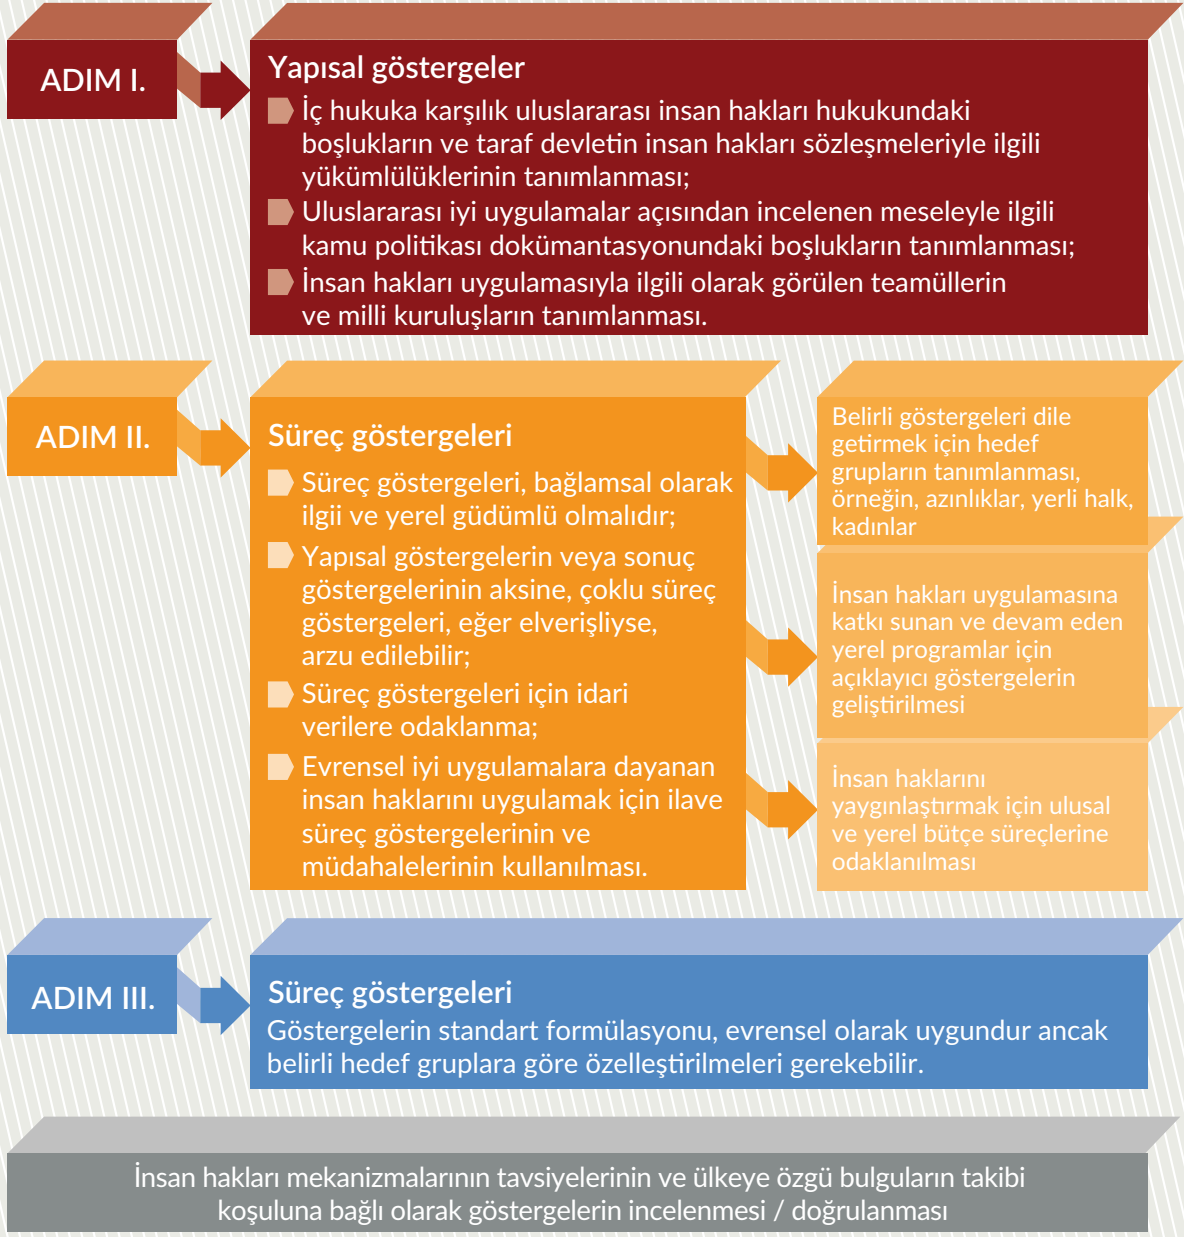 ADIM I.
Yapısal göstergeler
İç hukuka karşılık uluslararası insan hakları hukukundaki
boşlukların ve taraf devletin insan hakları sözleşmeleriyle ilgili
yükümlülüklerinin tanımlanması;
Uluslararası iyi uygulamalar açısından incelenen meseleyle ilgili
kamu politikası dokümantasyonundaki boşlukların tanımlanması;
İnsan hakları uygulamasıyla ilgili olarak görülen teamüllerin
ve milli kuruluşların tanımlanması.
ADIM II.
Süreç göstergeleri
Süreç göstergeleri, bağlamsal olarak
ilgii ve yerel güdümlü olmalıdır;
Yapısal göstergelerin veya sonuç
göstergelerinin aksine, çoklu süreç
göstergeleri, eğer elverişliyse,
arzu edilebilir;
Süreç göstergeleri için idari
verilere odaklanma;
Evrensel iyi uygulamalara dayanan
insan haklarını uygulamak için ilave
süreç göstergelerinin ve
müdahalelerinin kullanılması.
Belirli göstergeleri dile
getirmek için hedef
grupların tanımlanması,
örneğin, azınlıklar, yerli halk,
kadınlar
İnsan hakları uygulamasına
katkı sunan ve devam eden
yerel programlar için
açıklayıcı göstergelerin
geliştirilmesi
İnsan haklarını
yaygınlaştırmak için ulusal
ve yerel bütçe süreçlerine
odaklanılması
ADIM III.
Süreç göstergeleri
Göstergelerin standart formülasyonu, evrensel olarak uygundur ancak
belirli hedef gruplara göre özelleştirilmeleri gerekebilir.
İnsan hakları mekanizmalarının tavsiyelerinin ve ülkeye özgü bulguların takibi
koşuluna bağlı olarak göstergelerin incelenmesi / doğrulanması